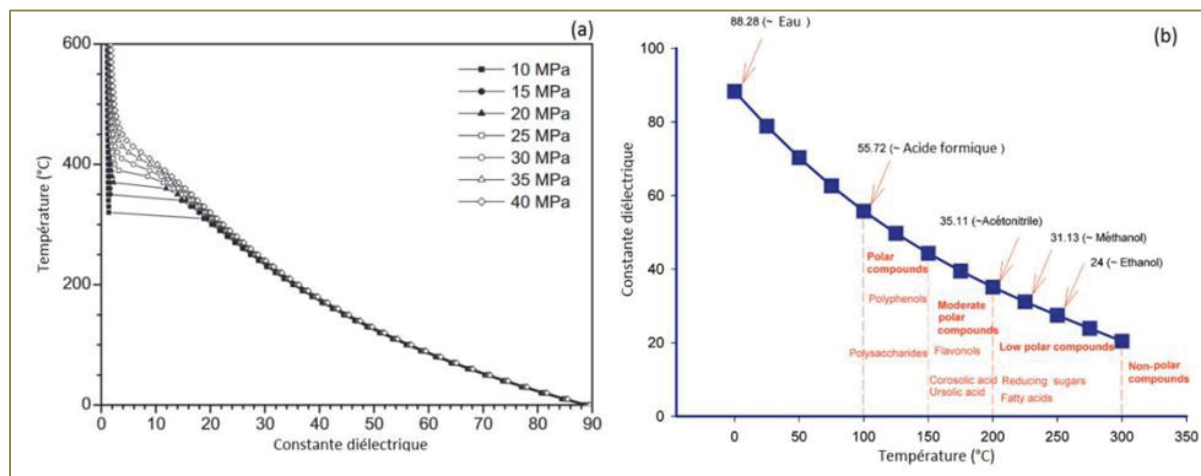 (a)
600
400
200
0
Température (°C)
10 MPa
15 MPa
20 MPa
25 MPa
30 MPa
35 MPa
40 MPa
0 10 20 30 40 50 60 70 80 90
Constante diélectrique
(b)
88.28 (~ Eau )
100
80
60
40
20
0
Constante diélectrique
55.72 (~ Acide formique )
35.11 (~Acétonitrile)
31.13 (~ Méthanol)
24 (~ Ethanol)
Polar
compounds
Polyphenols
Polysaccharides
Moderate
polar
compounds
Flavonols
Corosolic acid
Ursolic acid
Low polar compounds
Reducing sugars
Fatty acids
Non-polar
compounds
0 50 100 150 200 250 300 350
Température (°C)